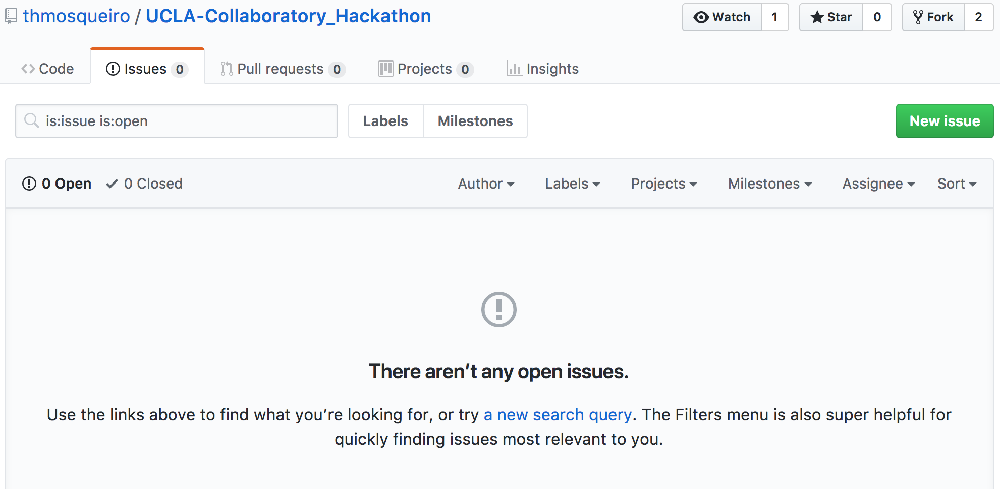 thmosqueiro / UCLA-Collaboratory_Hackathon Watch 1 Star 0 Fork 2
Code Issues 0 Pull requests 0 Projects 0 Insights
is:issue is:open Labels Milestones New issue
0 Open 0 Closed Author Labels Projects Milestones Assignee Sort
There aren’t any open issues.
Use the links above to find what you’re looking for, or try a new search query. The Filters menu is also super helpful for
quickly finding issues most relevant to you.